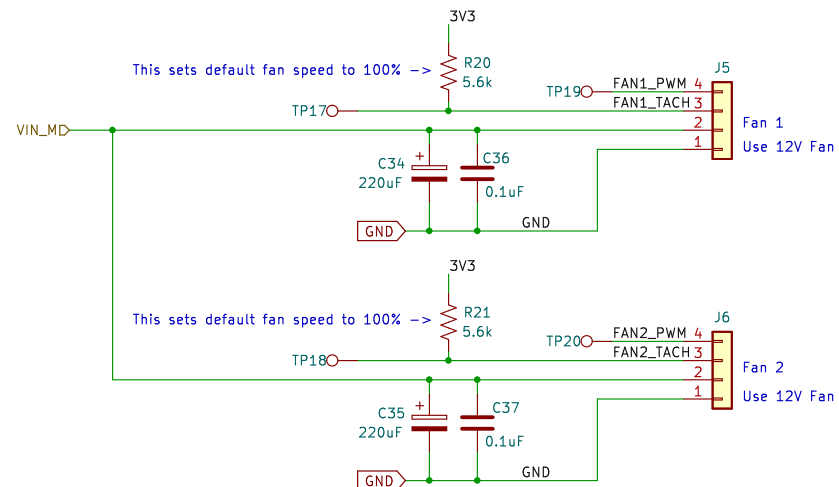 3V3
J5
This sets default fan speed to 100% ->
R20
5.6k
TP19
FAN1_PWM
4
TP17
FAN1_TACH
3
VIN_M
2
Fan 1
1
Use 12V Fan
C34
220uF
+
C36
0.1uF
GND
GND
3V3
J6
This sets default fan speed to 100% ->
R21
5.6k
TP20
FAN2_PWM
4
TP18
FAN2_TACH
3
2
Fan 2
1
Use 12V Fan
C35
220uF
+
C37
0.1uF
GND
GND